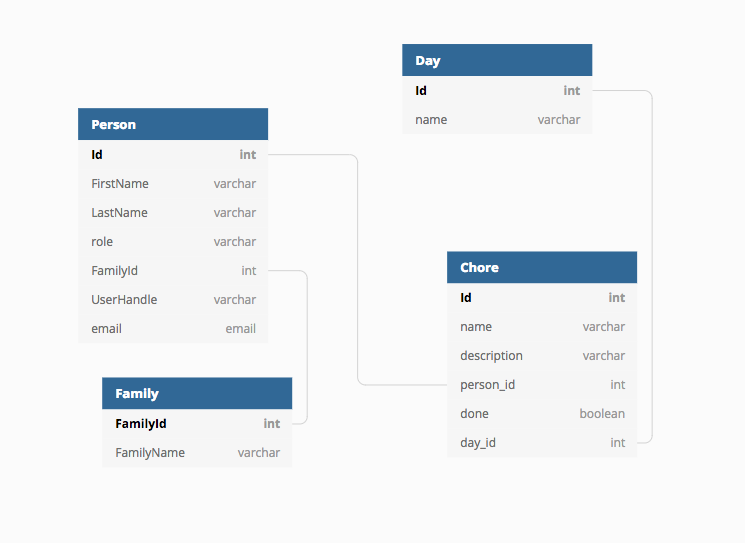 Day
Id int
name varchar
Person
Id int
FirstName varchar
LastName varchar
role varchar
FamilyId int
UserHandle varchar
email email
Chore
Id int
name varchar
description varchar
person_id int
done boolean
day_id int
Family
FamilyId int
FamilyName varchar